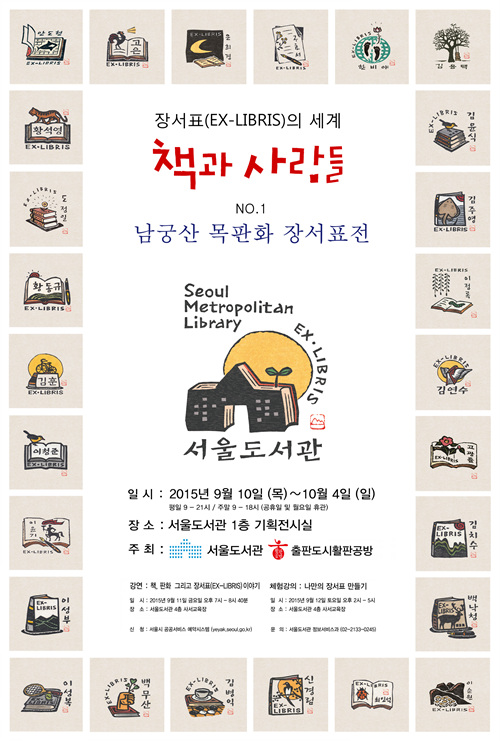 안도현
EX-LIBRIS
고은
EX-LIBRIS
조희경
EX-LIBRIS
EX-LIBRIS
한비야
EX-LIBRIS
김용택
황석영
EX-LIBRIS
김윤식
EX-LIBRIS
EX-LIBRIS
도정일
김주영
EX-LIBRIS
황동규
EX-LIBRIS
EX-LIBRIS
김훈
EX-LIBRIS
EX-LIBRIS
김연수
이청준
EX-LIBRIS
EX-LIBRIS
이윤기
EX-LIBRIS
김치수
EX-LIBRIS
이성부
EX-LIBRIS
백낙청
EX-LIBRIS
장서표(EX-LIBRIS)의 세계
책과 사람들
NO.1
남궁산 목판화 장서표전
Seoul
Metropolitan
Library
EX·LIBRIS
서울도서관
일 시 : 2015년 9월 10일 (목)~10월 4일 (일)
평일 9 - 21시 / 주말 9 - 18시 (공휴일 및 월요일 휴관)
장 소 : 서울도서관 1층 기획전시실
주 최 : 서울도서관 출판도시활판공방
강연 : 책, 판화 그리고 장서표(EX-LIBRIS)이야기
일 시 : 2015년 9월 11일 금요일 오후 7시 - 8시 40분
장 소 : 서울도서관 4층 사서교육장
신 청 : 서울시 공공서비스 예약시스템 (yeyak.seoul.go.kr)
체험강의 : 나만의 장서표 만들기
일 시 : 2015년 9월 12일 토요일 오후 2시 - 5시
장 소 : 서울도서관 4층 사서교육장
문 의 : 서울도서관 정보서비스과 (02-2133-0245)
이성복
EX-LIBRIS
백무산
EX-LIBRIS
김병익
EX-LIBRIS
신경림
EX-LIBRIS
최일남
EX-LIBRIS
이순원
EX-LIBRIS